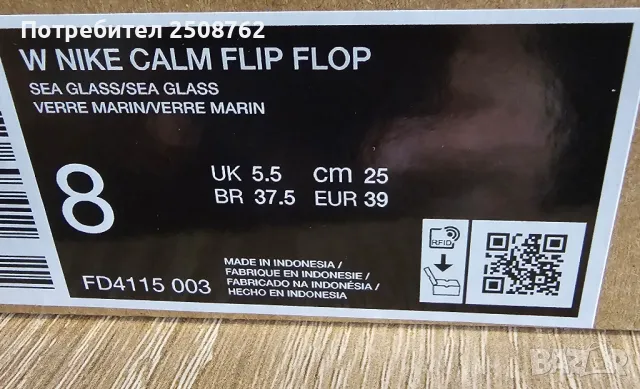 Потребител 2508762
W NIKE CALM FLIP FLOP
SEA GLASS/SEA GLASS
VERRE MARIN/VERRE MARIN
8
UK 5.5 cm 25
BR 37.5 EUR 39
RFID
FD4115 003
MADE IN INDONESIA/
FABRIQUE EN INDONESIE/
FABRICADO NA INDONÉSIA/
HECHO EN INDONESIA
BAZAR